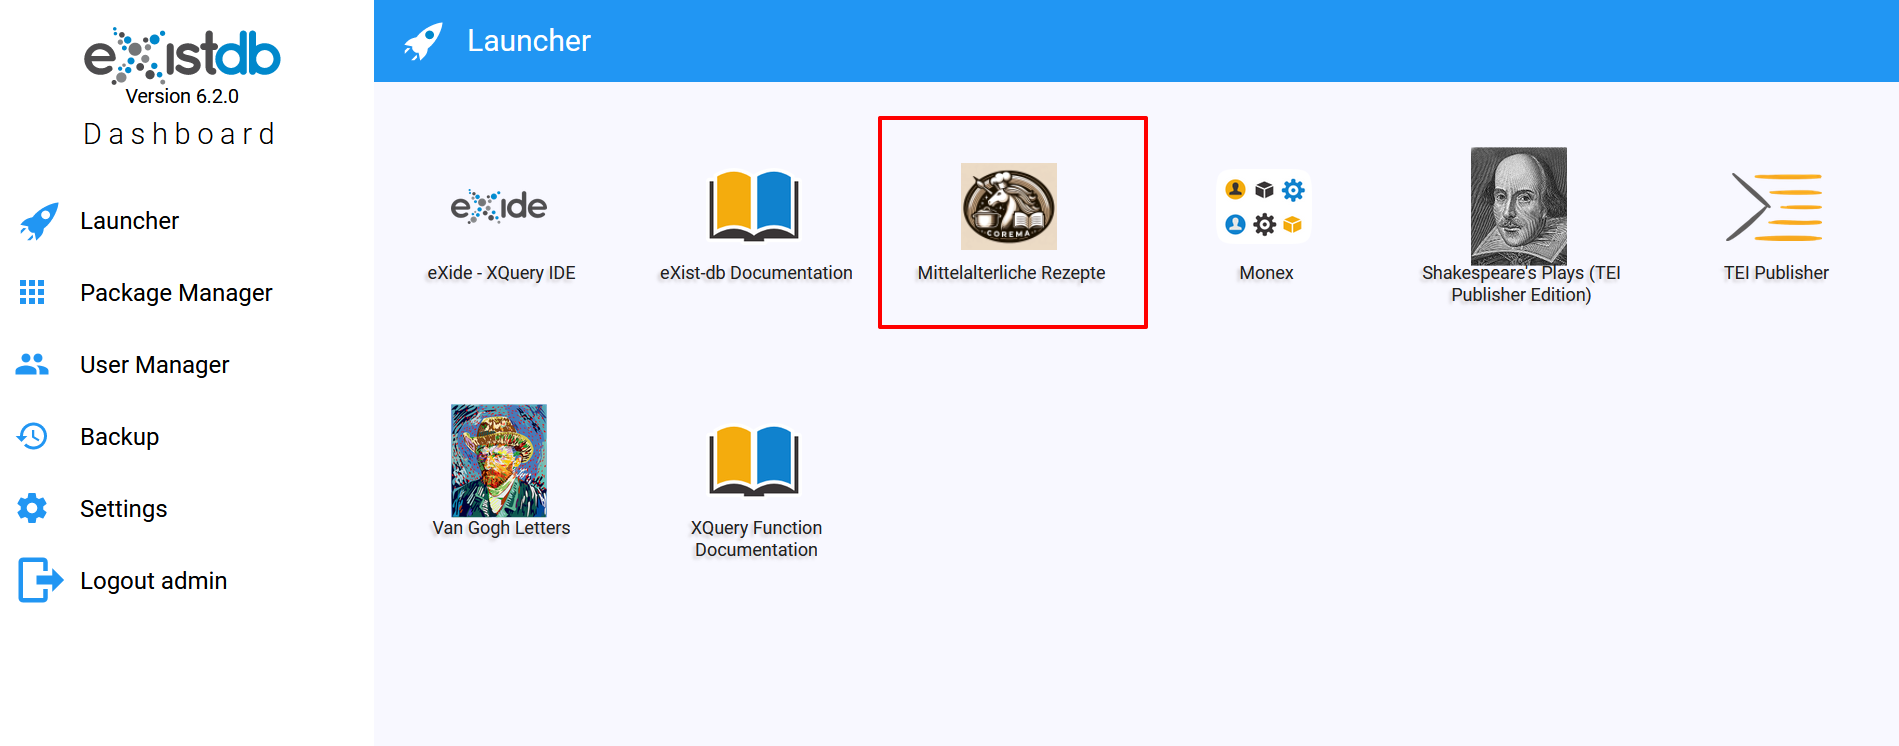 eXistdb
Version 6.2.0
Dashboard
Launcher
Package Manager
User Manager
Backup
Settings
Logout admin
Launcher
eXide
eXide - XQuery IDE
eXist-db Documentation
COREMA
Mittelalterliche Rezepte
Monex
Shakespeare's Plays (TEI
Publisher Edition)
TEI Publisher
Van Gogh Letters
XQuery Function
Documentation